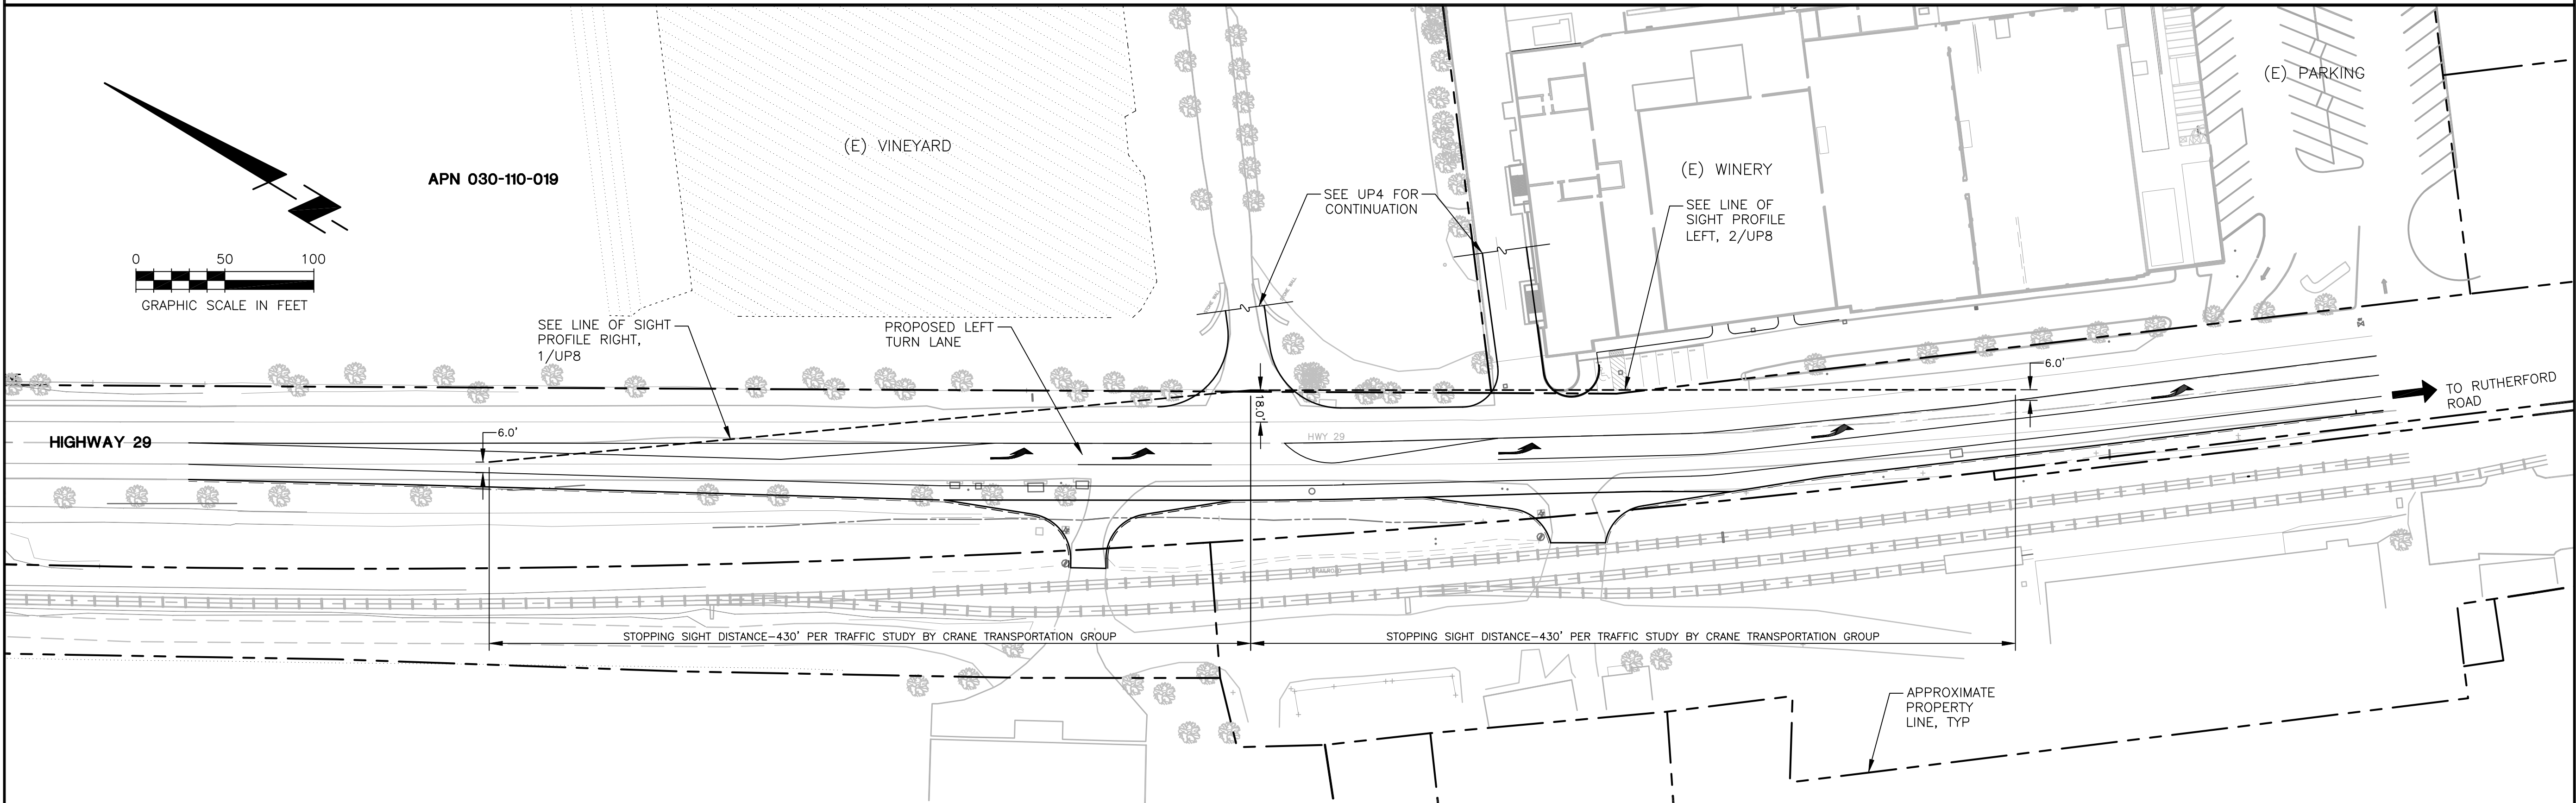 (E) PARKING
(E) VINEYARD
(E) WINERY
APN 030-110-019
SEE UP4 FOR
CONTINUATION
SEE LINE OF
SIGHT PROFILE
LEFT, 2/UP8
0 50 100
GRAPHIC SCALE IN FEET
STONE WALL
STONE WALL
SEE LINE OF SIGHT
PROFILE RIGHT,
1/UP8
PROPOSED LEFT
TURN LANE
6.0'
TO RUTHERFORD
ROAD
18.0'
HIGHWAY 29
6.0'
HWY 29
STOPPING SIGHT DISTANCE-430' PER TRAFFIC STUDY BY CRANE TRANSPORTATION GROUP
STOPPING SIGHT DISTANCE-430' PER TRAFFIC STUDY BY CRANE TRANSPORTATION GROUP
APPROXIMATE
PROPERTY
LINE, TYP